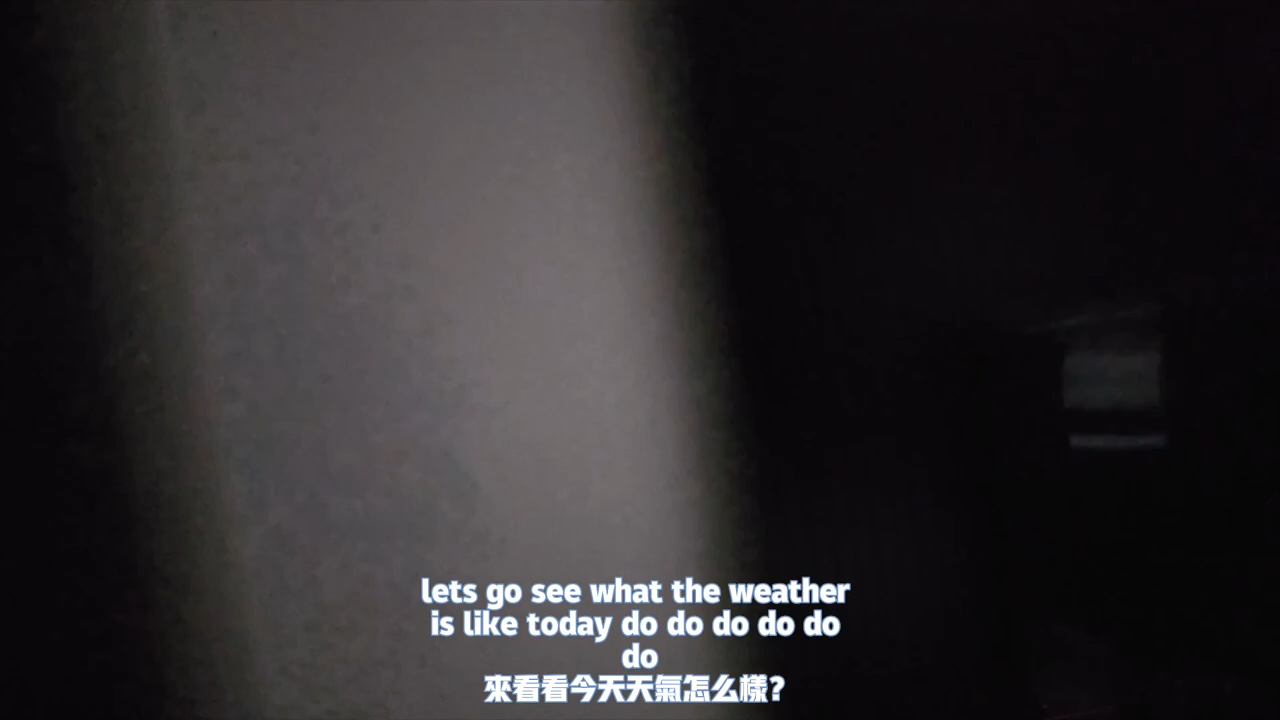 lets go see what the weather
is like today do do do do do
do
來看看今天天氣怎么樣?